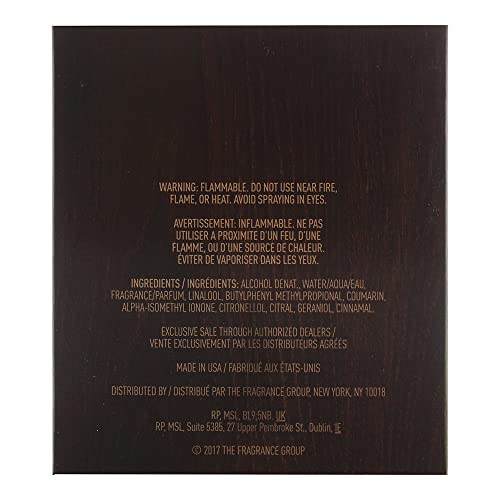 WARNING: FLAMMABLE. DO NOT USE NEAR FIRE,
FLAME, OR HEAT. AVOID SPRAYING IN EYES.
AVERTISSEMENT: INFLAMMABLE. NE PAS
UTILISER A PROXIMITE D'UN FEU, D'UNE
FLAMME, OU D'UNE SOURCE DE CHALEUR.
ÉVITER DE VAPORISER DANS LES YEUX.
INGREDIENTS / INGRÉDIENTS: ALCOHOL DENAT., WATER/AQUA/EAU,
FRAGRANCE/PARFUM, LINALOOL, BUTYLPHENYL METHYLPROPIONAL, COUMARIN,
ALPHA-ISOMETHYL IONONE, CITRONELLOL, CITRAL, GERANIOL, CINNAMAL.
EXCLUSIVE SALE THROUGH AUTHORIZED DEALERS /
VENTE EXCLUSIVEMENT PAR LES DISTRIBUTEURS AGRÉÉS
MADE IN USA / FABRIQUÉ AUX ÉTATS-UNIS
DISTRIBUTED BY / DISTRIBUÉ PAR THE FRAGRANCE GROUP, NEW YORK, NY 10018
RP, MSL, BL9 5NB. UK
RP, MSL, Suite 5385, 27 Upper Pembroke St., Dublin, IE
© 2017 THE FRAGRANCE GROUP